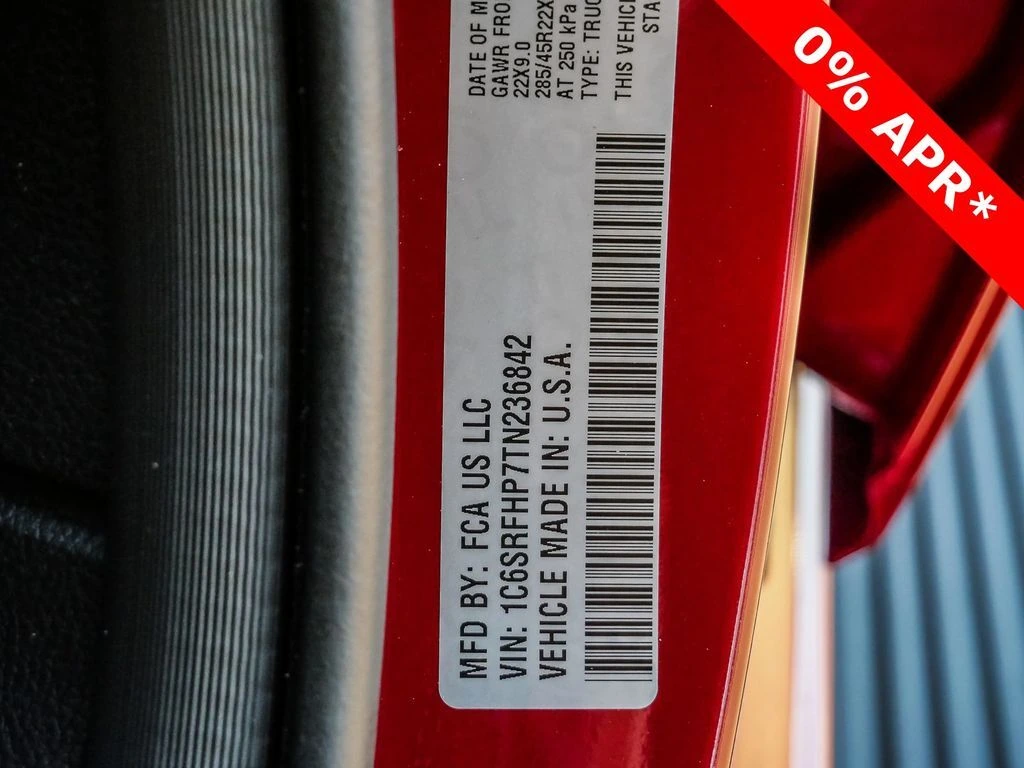 MFD BY: FCA US LLC
VIN: 1C6SRFHP7TN236842
VEHICLE MADE IN: U.S.A.
DATE OF M
GAWR FRO
22X9.0
285/45R22X
AT 250 kPa
TYPE: TRUC
THIS VEHIC
STA
0% APR*